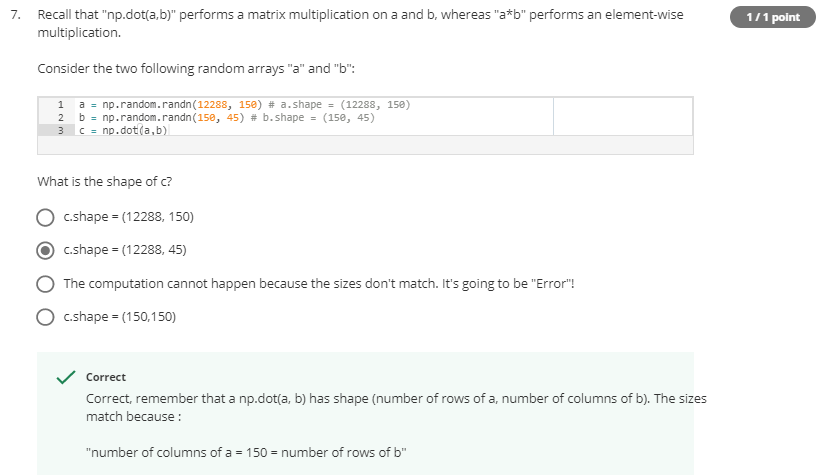 7. Recall that "np.dot(a,b)" performs a matrix multiplication on a and b, whereas "a*b" performs an element-wise
multiplication.
1 / 1 point
Consider the two following random arrays "a" and "b":
1 a = np.random.randn(12288, 150) # a.shape = (12288, 150)
2 b = np.random.randn(150, 45) # b.shape = (150, 45)
3 c = np.dot(a,b)
What is the shape of c?
c.shape = (12288, 150)
c.shape = (12288, 45)
The computation cannot happen because the sizes don't match. It's going to be "Error"!
c.shape = (150,150)
Correct
Correct, remember that a np.dot(a, b) has shape (number of rows of a, number of columns of b). The sizes
match because :
"number of columns of a = 150 = number of rows of b"